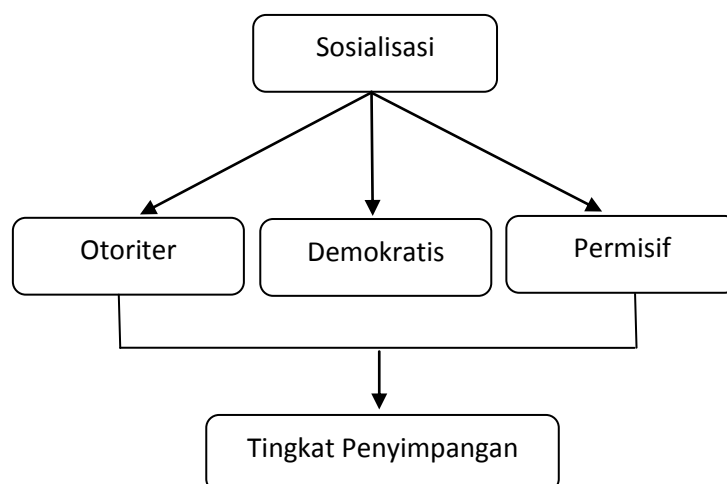 Sosialisasi
Otoriter
Demokratis
Permisif
Tingkat Penyimpangan